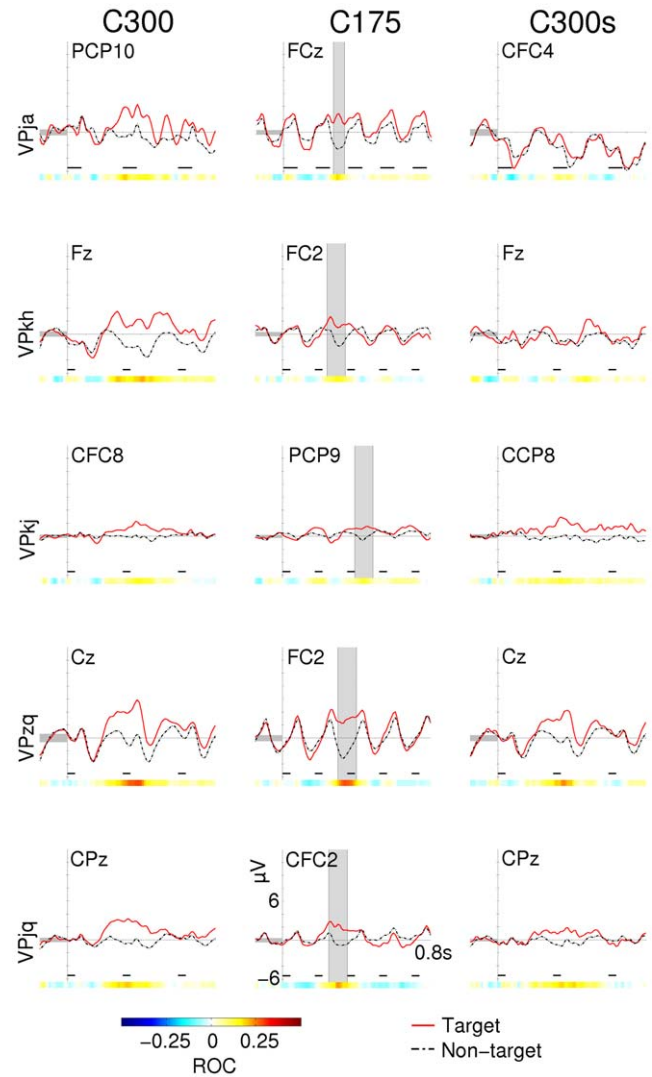 C300 C175 C300s
PCP10 FCz CFC4
VPja
Fz FC2 Fz
VPkh
CFC8 PCP9 CCP8
VPkj
Cz FC2 Cz
VPzq
CPz CFC2 CPz
VPjq
μV
6
−6
0.8s
−0.25 0 0.25
ROC
Target
Non−target